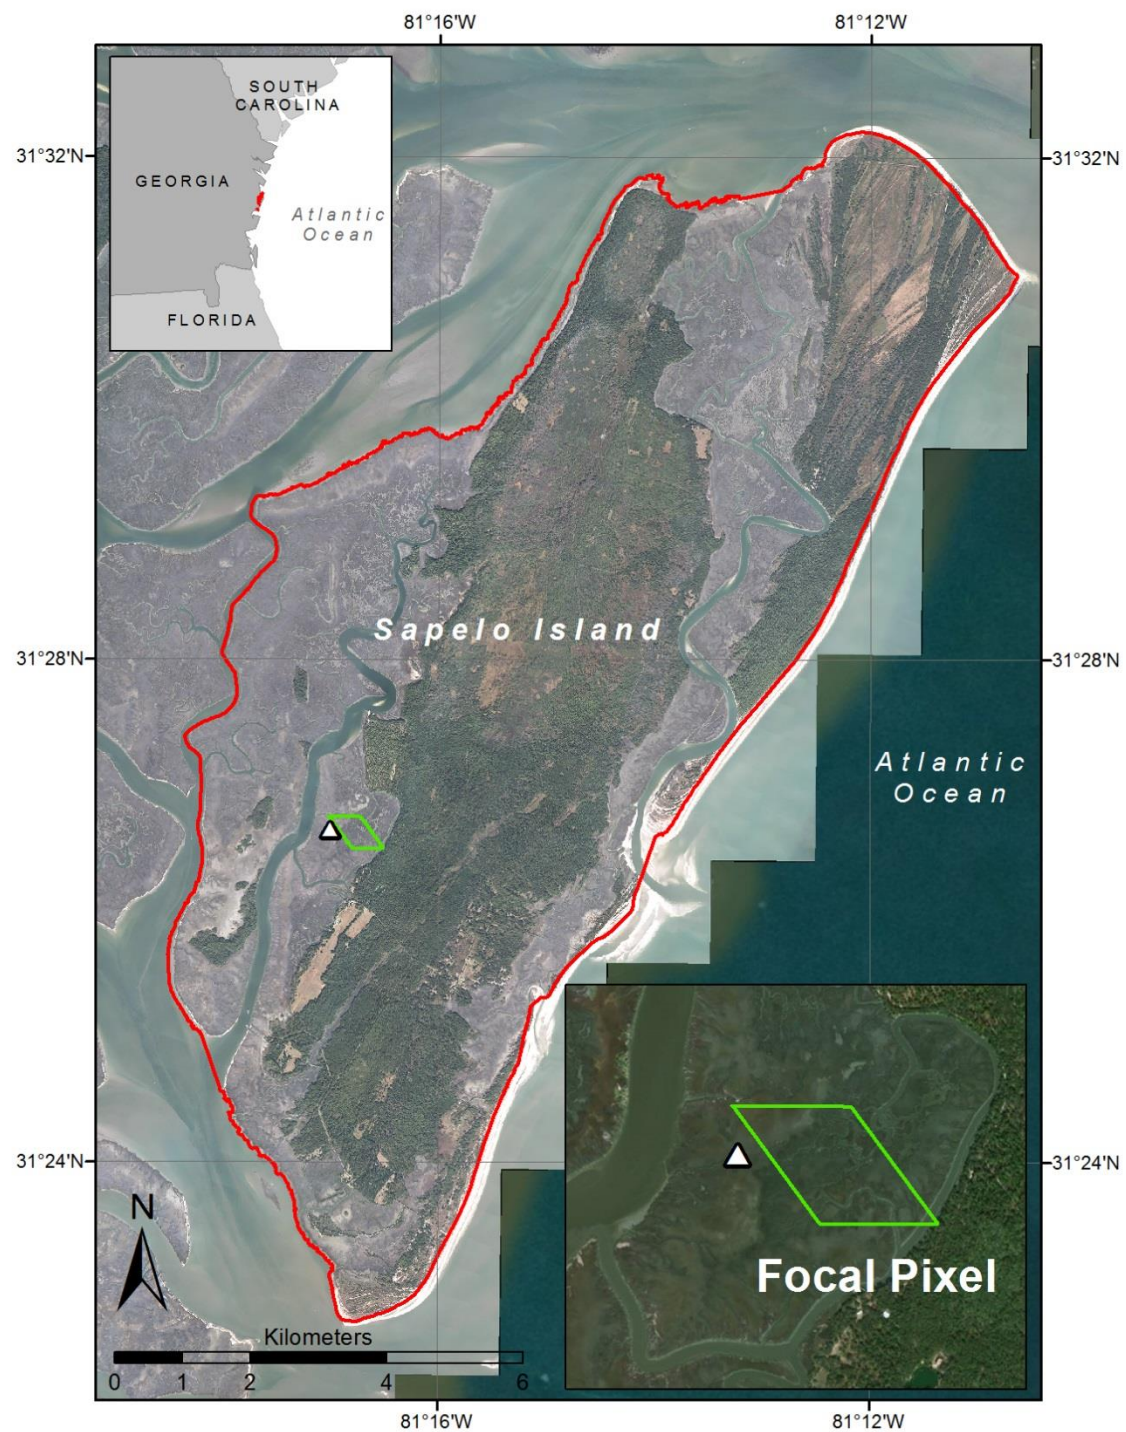 81°16'W
81°12'W
SOUTH
CAROLINA
31°32'N
31°32'N
GEORGIA
Atlantic
Ocean
FLORIDA
Sapelo Island
31°28'N
31°28'N
Atlantic
Ocean
31°24'N
31°24'N
N
Focal Pixel
Kilometers
0 1 2 4 6
81°16'W
81°12'W